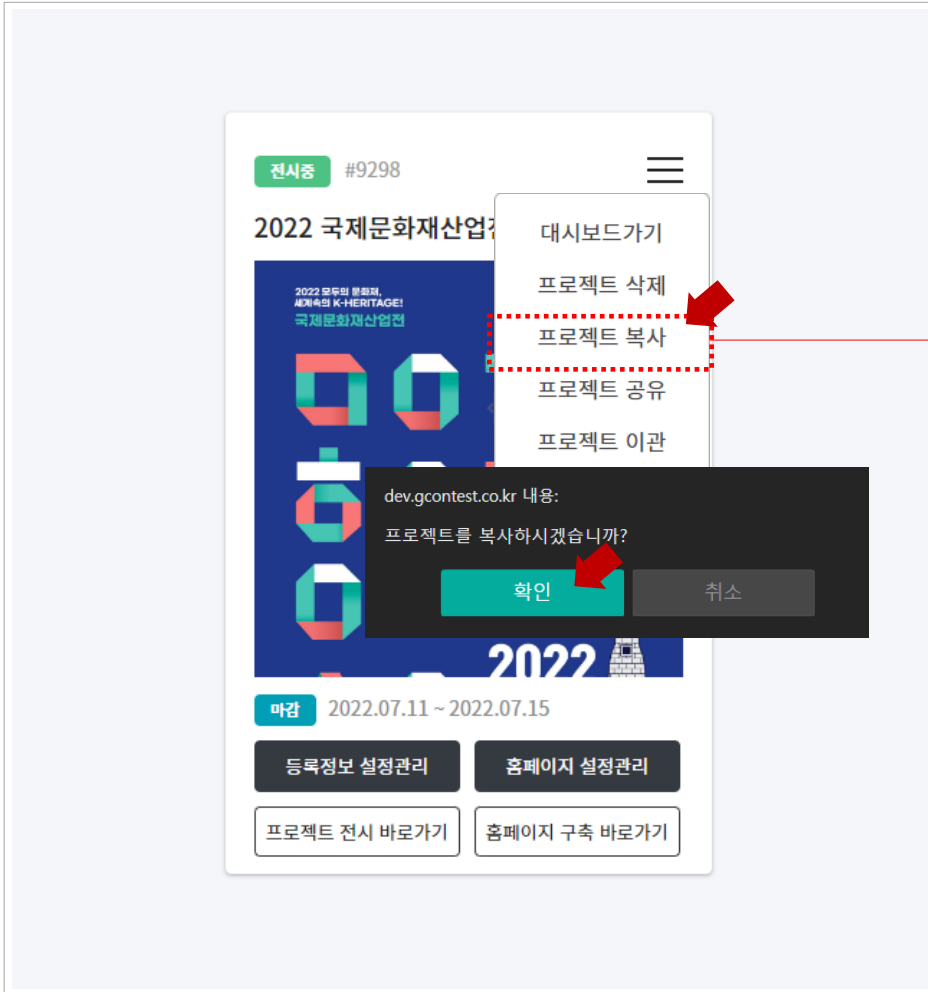 전시중 #9298
2022 국제문화재산업전
대시보드가기
프로젝트 삭제
프로젝트 복사
프로젝트 공유
프로젝트 이관
2022 모두의 문화재,
세계속의 K-HERITAGE!
국제문화재산업전
dev.gcontest.co.kr 내용:
프로젝트를 복사하시겠습니까?
확인 취소
2022
마감 2022.07.11 ~ 2022.07.15
등록정보 설정관리 홈페이지 설정관리
프로젝트 전시 바로가기 홈페이지 구축 바로가기